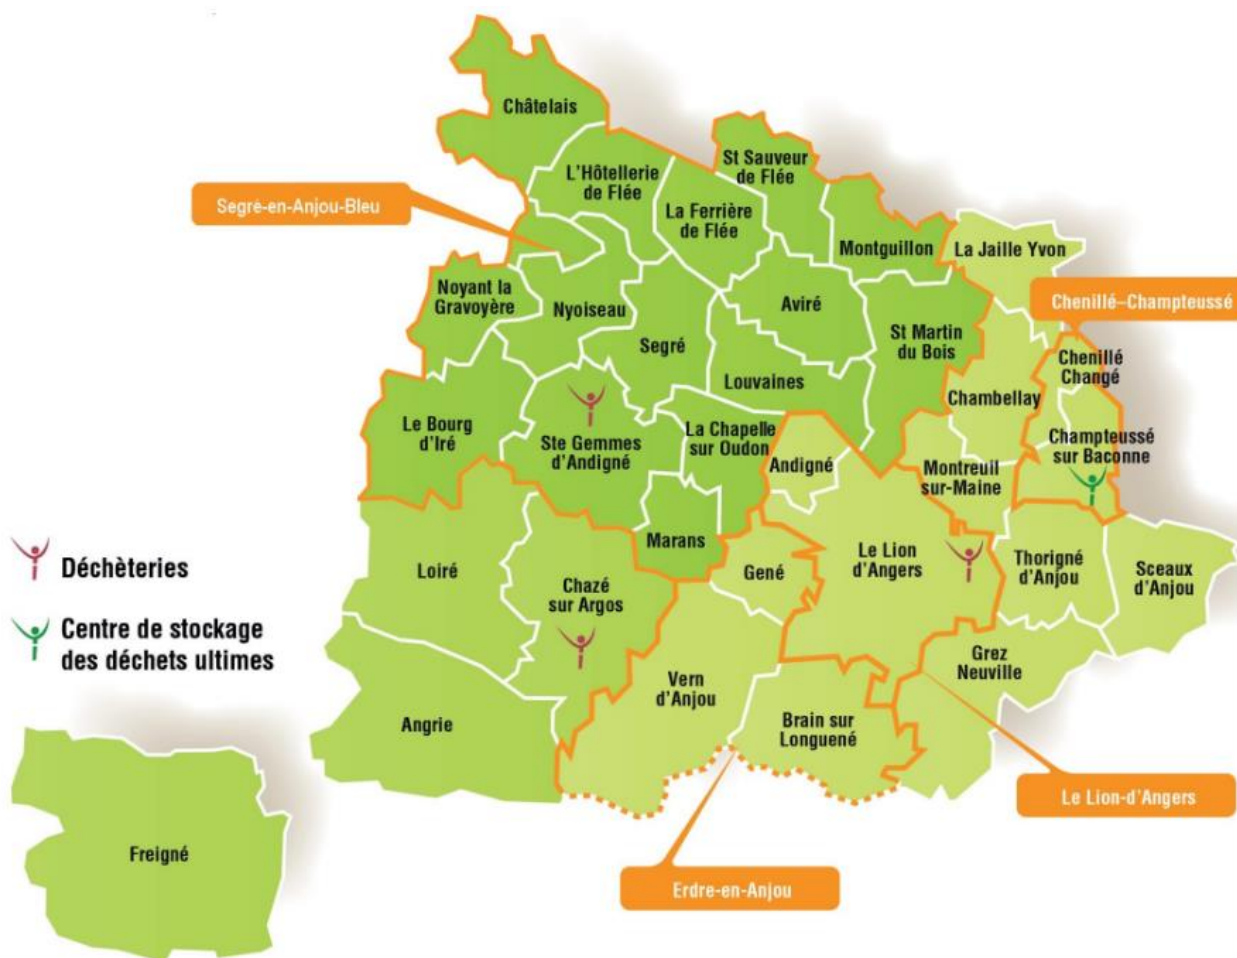 Châtelais
L'Hôtellerie
de Flée
St Sauveur
de Flée
Segré-en-Anjou-Bleu
La Ferrière
de Flée
Montguillon
La Jaille Yvon
Noyant la
Gravoyère
Nyoiseau
Aviré
Chenillé–Champteussé
Segré
St Martin
du Bois
Louvaines
Chenillé
Changé
Chambellay
Le Bourg
d'Iré
Ste Gemmes
d'Andigné
La Chapelle
sur Oudon
Andigné
Champteussé
sur Baconne
Montreuil
sur-Maine
Marans
Déchèteries
Loiré
Chazé
sur Argos
Gené
Le Lion
d'Angers
Thorigné
d'Anjou
Sceaux
d'Anjou
Centre de stockage
des déchets ultimes
Grez
Neuville
Vern
d'Anjou
Angrie
Brain sur
Longuené
Le Lion-d'Angers
Freigné
Erdre-en-Anjou